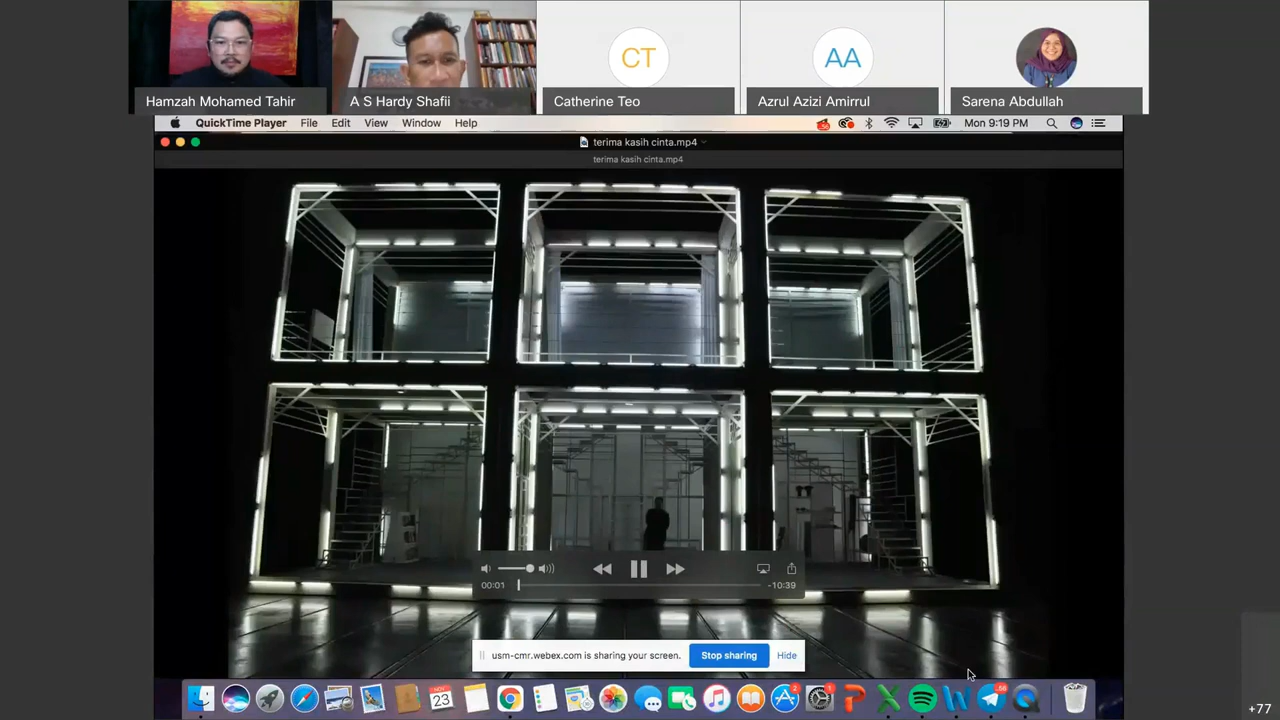 CT
AA
Hamzah Mohamed Tahir
A S Hardy Shafii
Catherine Teo
Azrul Azizi Amirrul
Sarena Abdullah
QuickTime Player File Edit View Window Help
Mon 9:19 PM
terima kasih cinta.mp4
terima kasih cinta.mp4
00:01
-10:39
usm-cmr.webex.com is sharing your screen. Stop sharing Hide
NOV
23
+77